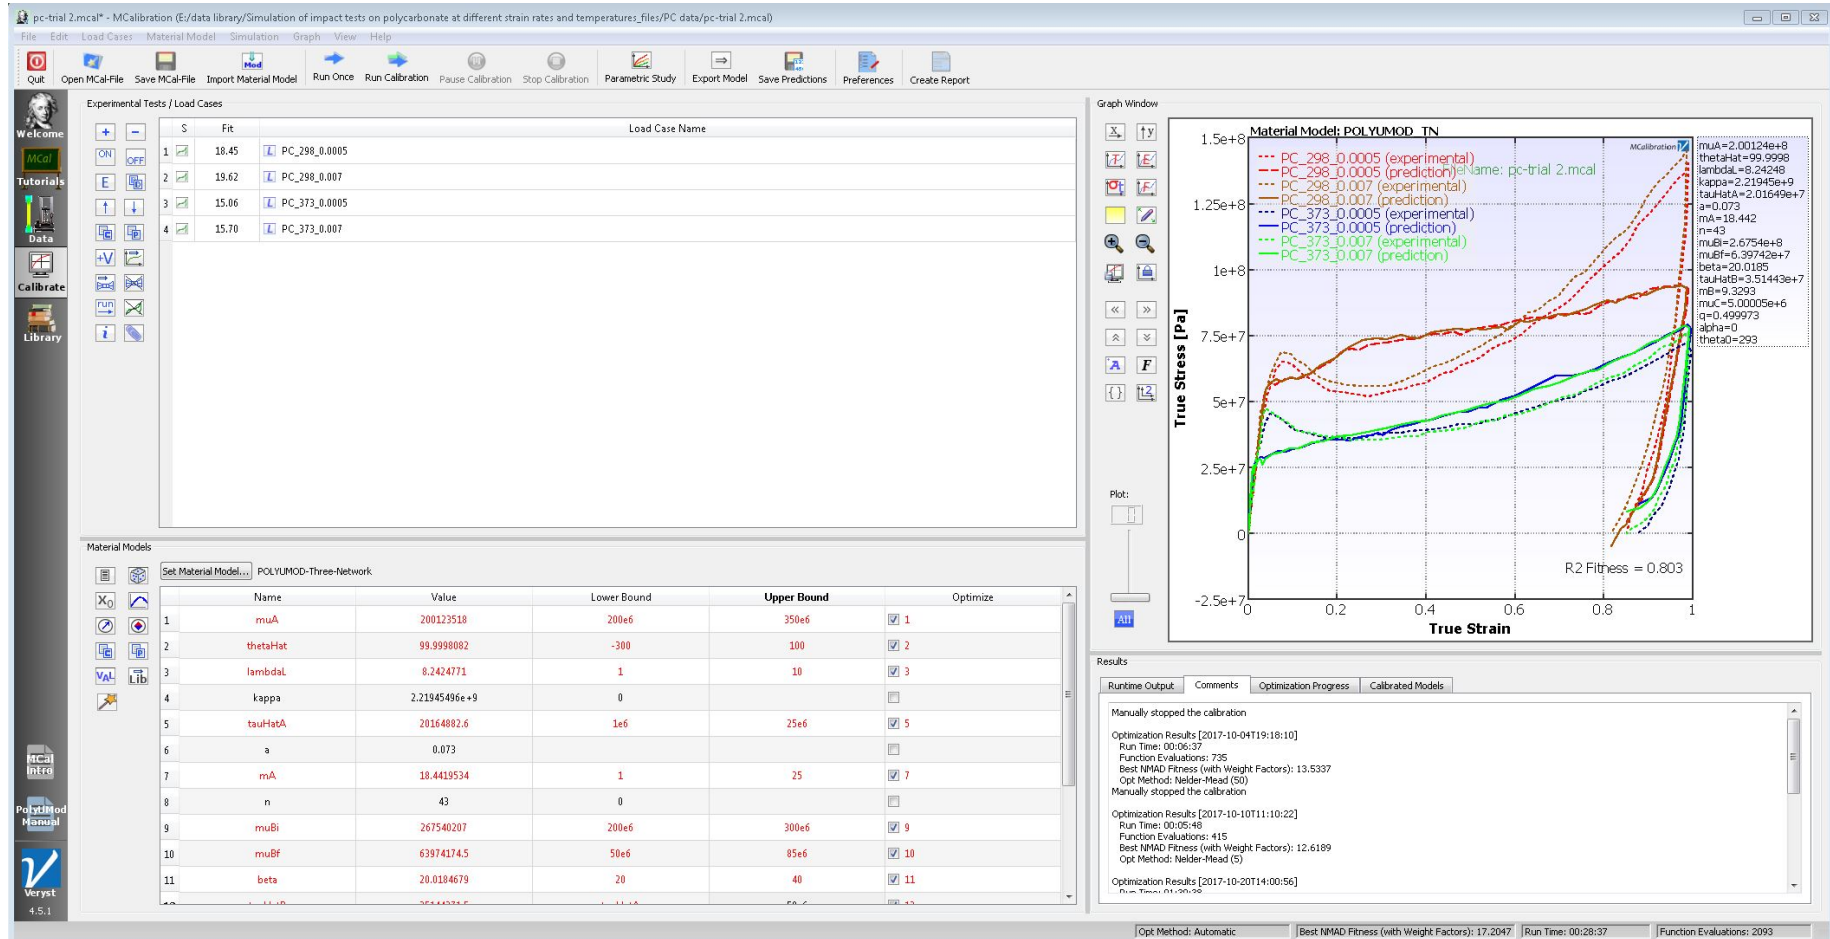 pc-trial 2.mcal* - MCalibration (E:/data library/Simulation of impact tests on polycarbonate at different strain rates and temperatures_files/PC data/pc-trial 2.mcal)
File Edit Load Cases Material Model Simulation Graph View Help
Quit Open MCal-File Save MCal-File Import Material Model Run Once Run Calibration Pause Calibration Stop Calibration Parametric Study Export Model Save Predictions Preferences Create Report
Welcome
MCal
Tutorials
Data
Calibrate
Library
MCal
Intro
PolyUMod
Manual
Veryst
4.5.1
Experimental Tests / Load Cases
S Fit Load Case Name
1 18.45 L PC_298_0.0005
2 19.62 L PC_298_0.007
3 15.06 L PC_373_0.0005
4 15.70 L PC_373_0.007
ON OFF
E
+V
run
i
Material Models
Set Material Model... POLYUMOD-Three-Network
X0
VAL Lib
Name Value Lower Bound Upper Bound Optimize
1 muA 200123518 200e6 350e6 1
2 thetaHat 99.9998082 -300 100 2
3 lambdaL 8.2424771 1 10 3
4 kappa 2.21945496e+9 0
5 tauHatA 20164882.6 1e6 25e6 5
6 a 0.073
7 mA 18.4419534 1 25 7
8 n 43 0
9 muBi 267540207 200e6 300e6 9
10 muBf 63974174.5 50e6 85e6 10
11 beta 20.0184679 20 40 11
Graph Window
Plot:
All
Material Model: POLYUMOD_TN
FileName: pc-trial 2.mcal
MCalibration
PC_298_0.0005 (experimental)
PC_298_0.0005 (prediction)
PC_298_0.007 (experimental)
PC_298_0.007 (prediction)
PC_373_0.0005 (experimental)
PC_373_0.0005 (prediction)
PC_373_0.007 (experimental)
PC_373_0.007 (prediction)
1.5e+8
1.25e+8
1e+8
7.5e+7
5e+7
2.5e+7
0
-2.5e+7
True Stress [Pa]
0 0.2 0.4 0.6 0.8 1
True Strain
R2 Fitness = 0.803
muA=2.00124e+8
thetaHat=99.9998
lambdaL=8.24248
kappa=2.21945e+9
tauHatA=2.01649e+7
a=0.073
mA=18.442
n=43
muBi=2.6754e+8
muBf=6.39742e+7
beta=20.0185
tauHatB=3.51443e+7
mB=9.3293
muC=5.00005e+6
q=0.499973
alpha=0
theta0=293
Results
Runtime Output Comments Optimization Progress Calibrated Models
Manually stopped the calibration
Optimization Results [2017-10-04T19:18:10]
Run Time: 00:06:37
Function Evaluations: 735
Best NMAD Fitness (with Weight Factors): 13.5337
Opt Method: Nelder-Mead (50)
Manually stopped the calibration
Optimization Results [2017-10-10T11:10:22]
Run Time: 00:05:48
Function Evaluations: 415
Best NMAD Fitness (with Weight Factors): 12.6189
Opt Method: Nelder-Mead (5)
Optimization Results [2017-10-20T14:00:56]
Opt Method: Automatic Best NMAD Fitness (with Weight Factors): 17.2047 Run Time: 00:28:37 Function Evaluations: 2093